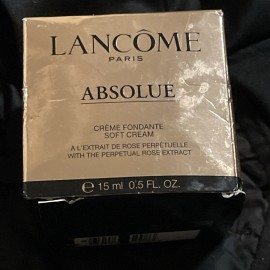 LANCÔME
PARIS
ABSOLUE
CRÈME FONDANTE
SOFT CREAM
À L'EXTRAIT DE ROSE PERPÉTUELLE
WITH THE PERPETUAL ROSE EXTRACT
e 15 ml 0.5 FL. OZ.